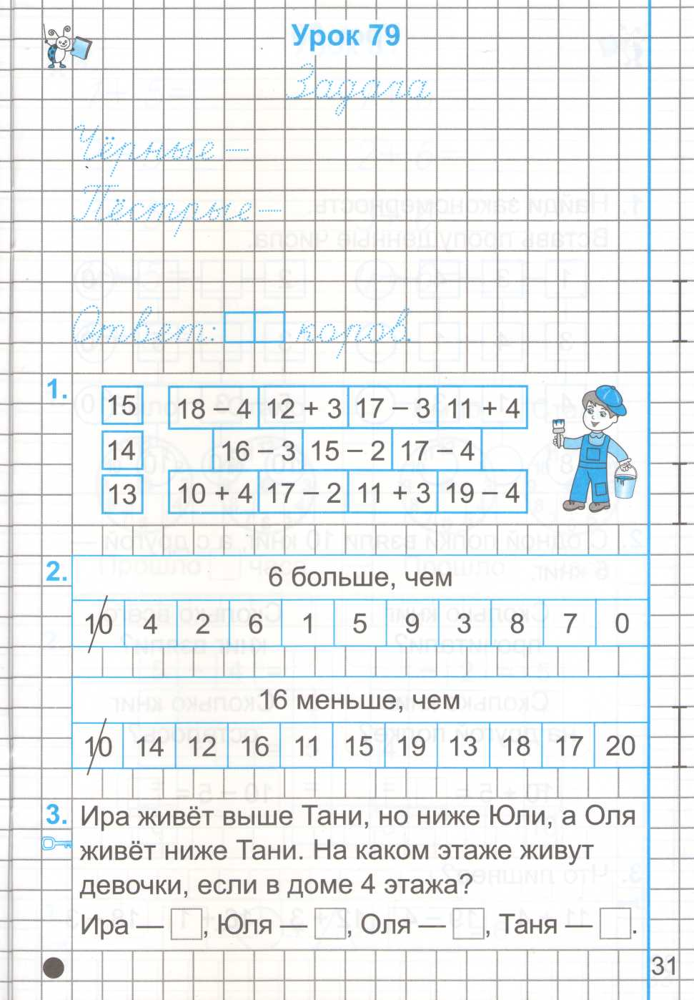 Урок 79
Задача
Чёрные —
Пёстрые —
Ответ: коров.
1.
15 18 – 4 12 + 3 17 – 3 11 + 4
14 16 – 3 15 – 2 17 – 4
13 10 + 4 17 – 2 11 + 3 19 – 4
2.
6 больше, чем
10 4 2 6 1 5 9 3 8 7 0
16 меньше, чем
10 14 12 16 11 15 19 13 18 17 20
3. Ира живёт выше Тани, но ниже Юли, а Оля
живёт ниже Тани. На каком этаже живут
девочки, если в доме 4 этажа?
Ира — , Юля — , Оля — , Таня — .
31